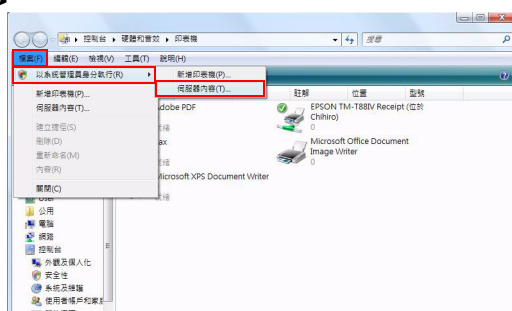 控制台 ▸ 硬體和音效 ▸ 印表機
搜尋
檔案(F) 編輯(E) 檢視(V) 工具(T) 說明(H)
以系統管理員身分執行(R)
新增印表機(P)...
伺服器內容(T)...
新增印表機(P)...
伺服器內容(T)...
建立捷徑(S)
刪除(D)
重新命名(M)
內容(R)
關閉(C)
註解 位置 型號
dobe PDF
EPSON TM-T88IV Receipt (位於
Chihiro)
0
ax
Microsoft Office Document
Image Writer
0
Microsoft XPS Document Writer
User
公用
電腦
網路
控制台
外觀及個人化
安全性
系統及維護
使用者帳戶和家